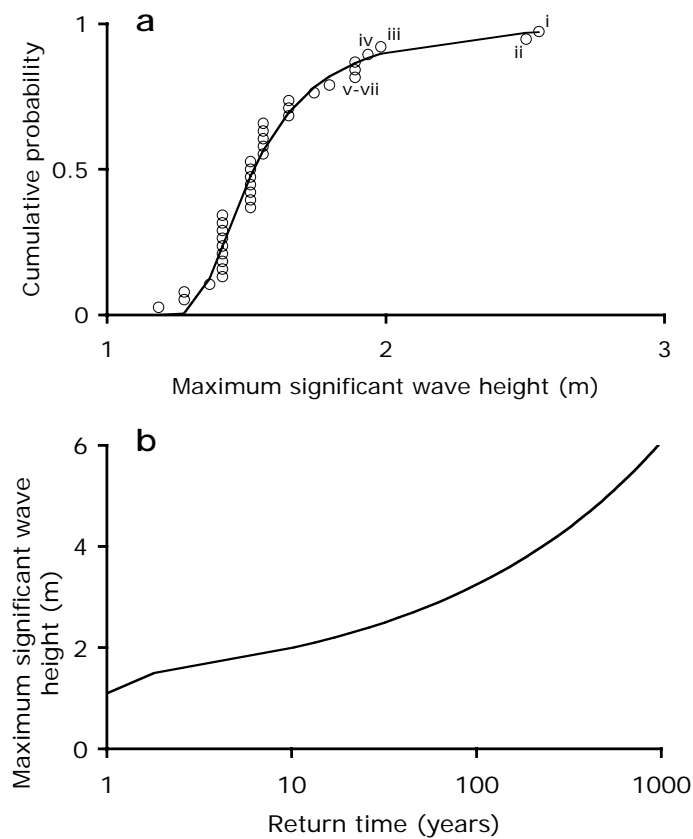 a
1
0.5
0
Cumulative probability
i
ii
iii
iv
v-vii
1
2
3
Maximum significant wave height (m)
b
6
4
2
0
Maximum significant wave
height (m)
1
10
100
1000
Return time (years)